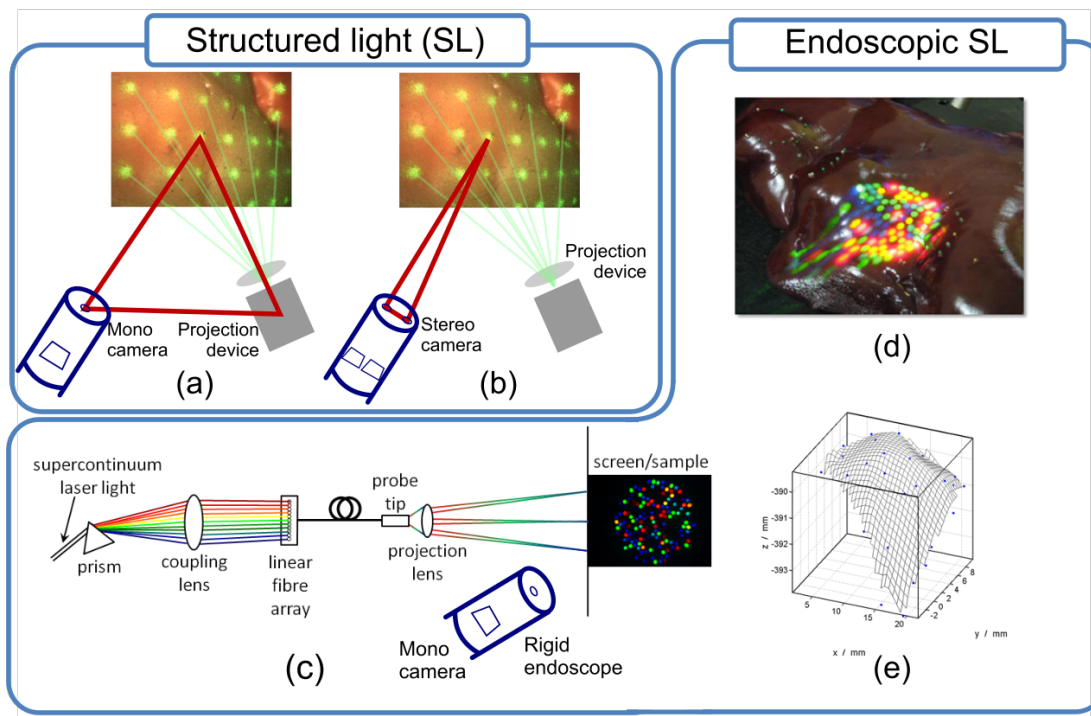 Structured light (SL)
Endoscopic SL
Mono
camera
Projection
device
(a)
Stereo
camera
Projection
device
(b)
(d)
supercontinuum
laser light
prism
coupling
lens
linear
fibre
array
probe
tip
projection
lens
screen/sample
Mono
camera
Rigid
endoscope
(c)
-390
-391
-392
-393
z / mm
5
10
15
20
x / mm
-2
0
2
4
6
8
y / mm
(e)